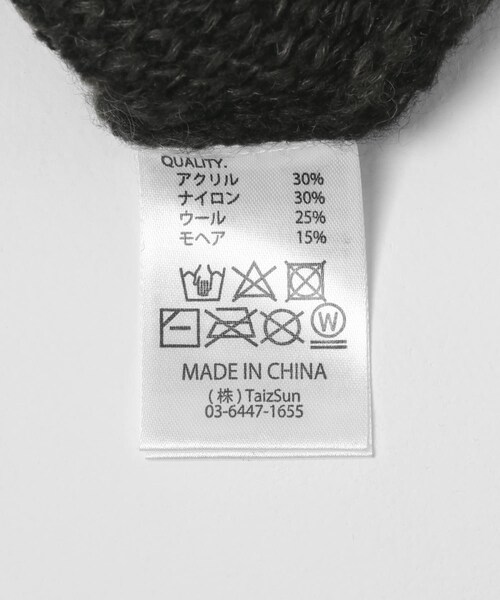 QUALITY.
アクリル 30%
ナイロン 30%
ウール 25%
モヘア 15%
W
MADE IN CHINA
(株) TaizSun
03-6447-1655